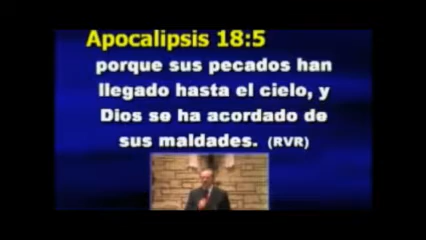 Apocalipsis 18:5
porque sus pecados han
llegado hasta el cielo, y
Dios se ha acordado de
sus maldades. (RVR)